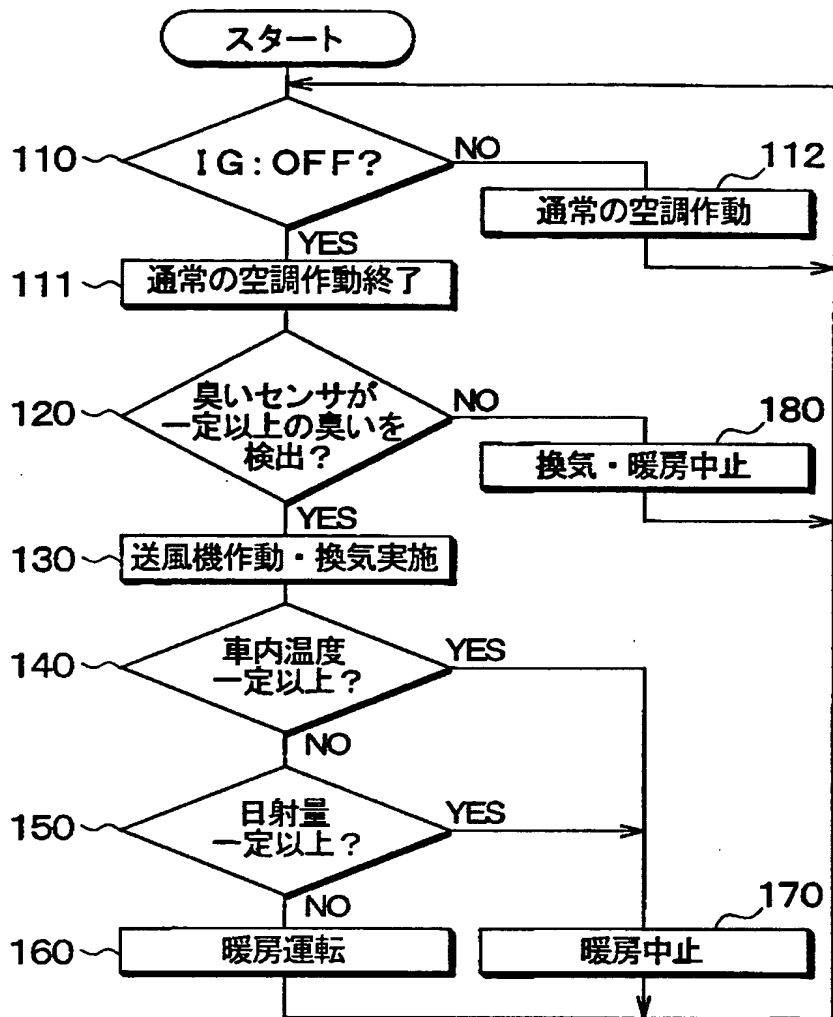 スタート
110
IG:OFF?
NO
112
通常の空調作動
YES
111
通常の空調作動終了
120
臭いセンサが
一定以上の臭いを
検出?
NO
180
換気・暖房中止
YES
130
送風機作動・換気実施
140
車内温度
一定以上?
YES
NO
150
日射量
一定以上?
YES
NO
160
暖房運転
170
暖房中止